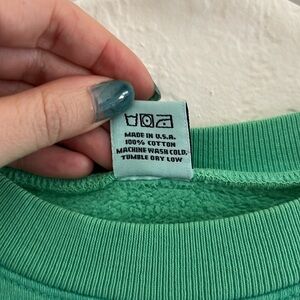 MADE IN U.S.A.
100% COTTON
MACHINE WASH COLD.
TUMBLE DRY LOW